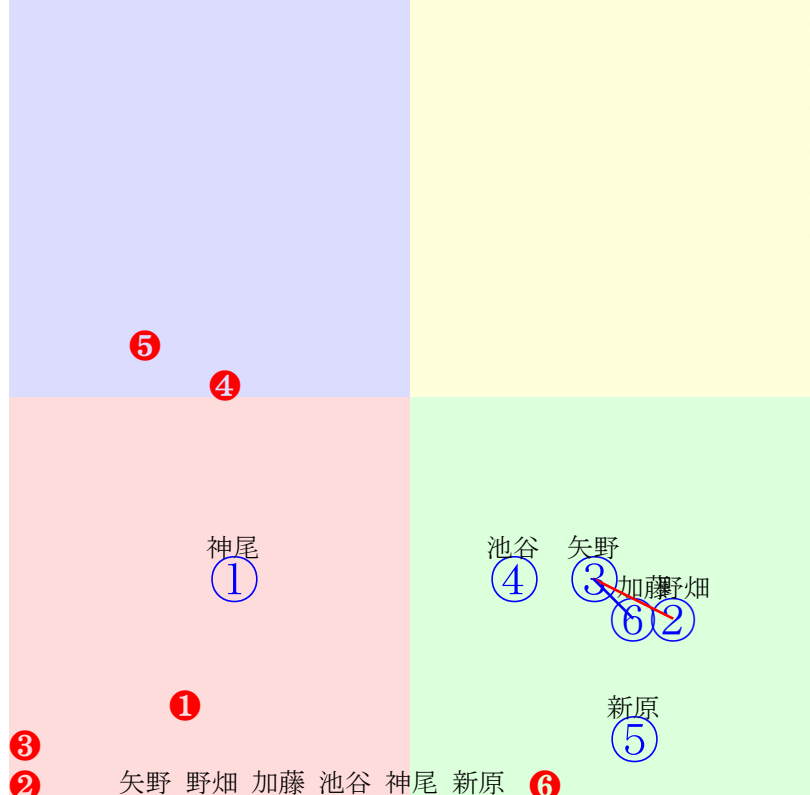 ❺
❹
神尾 池谷 矢野
① ④ ③
加藤 野畑
⑥ ②
❶
新原
⑤
❸
❷ 矢野 野畑 加藤 池谷 神尾 新原 ❻